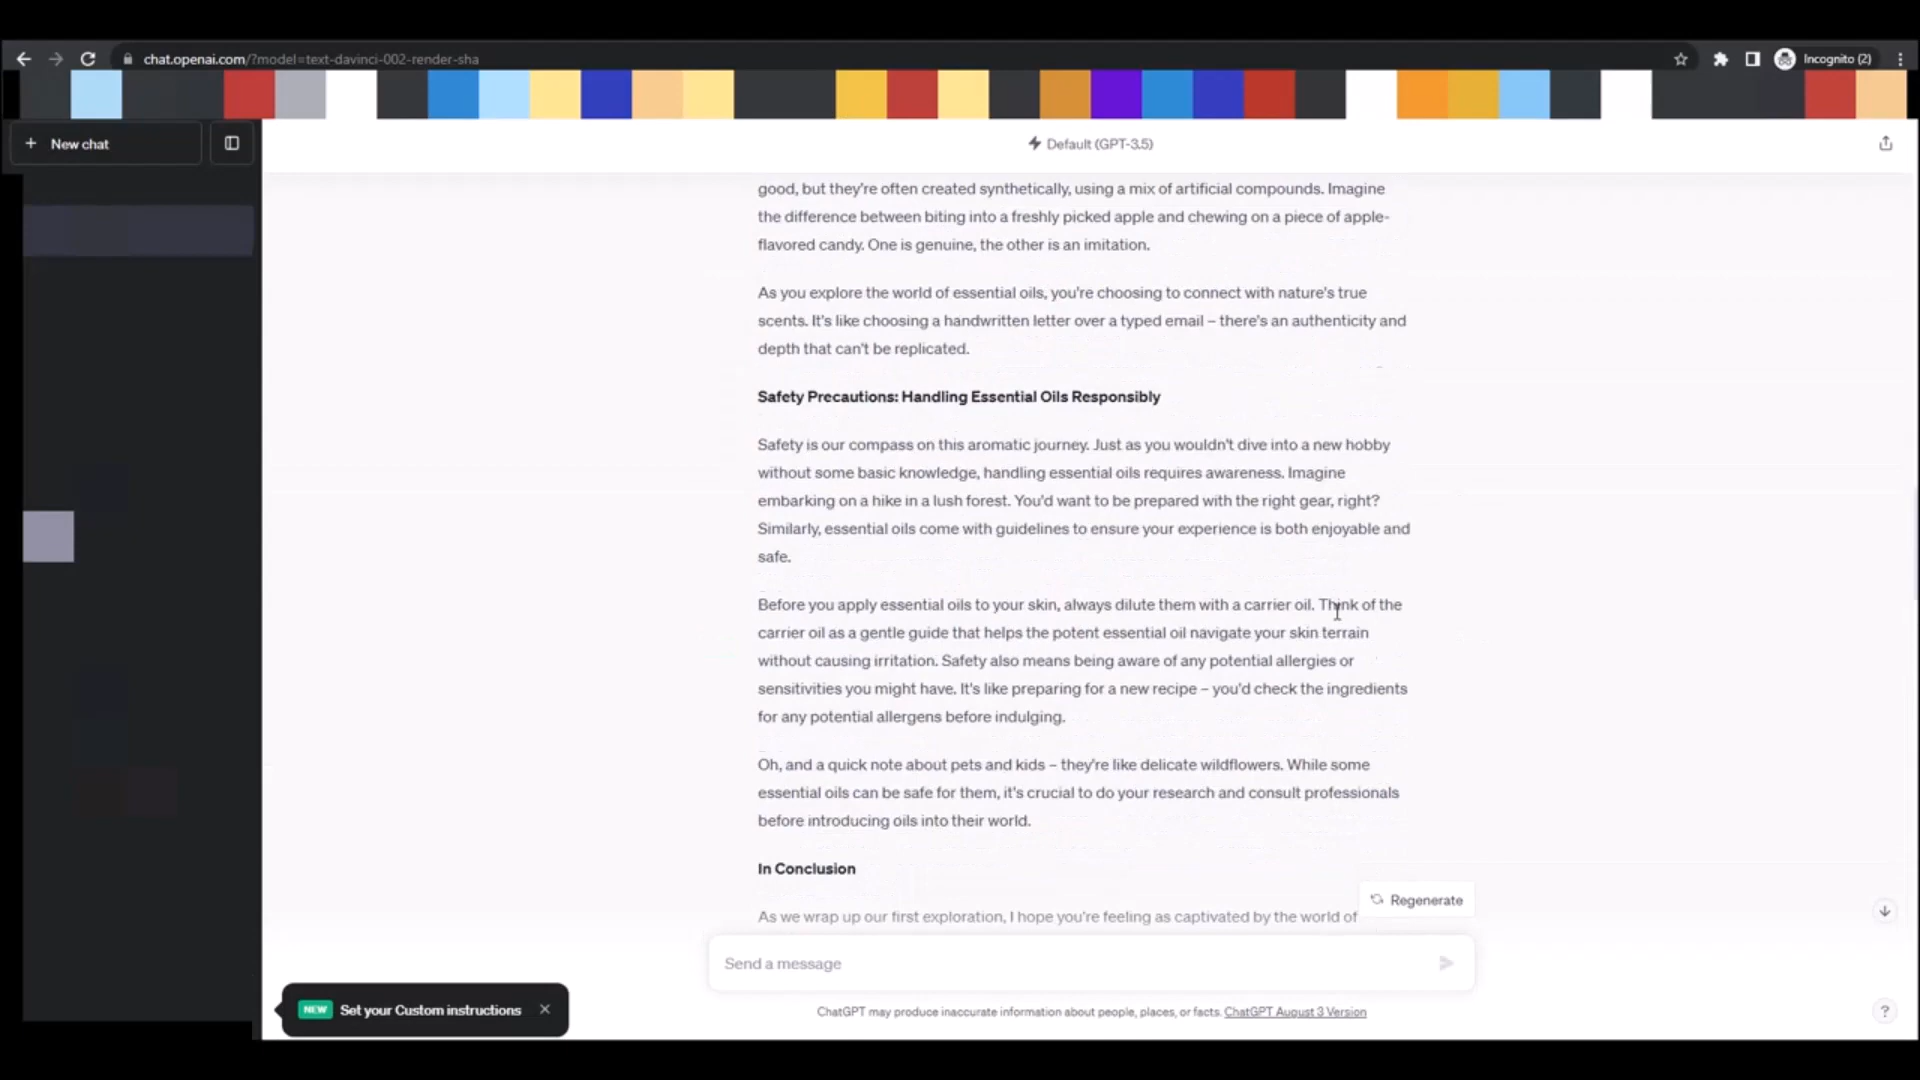 chat.openai.com/?model=text-davinci-002-render-sha
Incognito (2)
+ New chat
Default (GPT-3.5)
good, but they're often created synthetically, using a mix of artificial compounds. Imagine
the difference between biting into a freshly picked apple and chewing on a piece of apple-
flavored candy. One is genuine, the other is an imitation.
As you explore the world of essential oils, you're choosing to connect with nature's true
scents. It's like choosing a handwritten letter over a typed email – there's an authenticity and
depth that can't be replicated.
Safety Precautions: Handling Essential Oils Responsibly
Safety is our compass on this aromatic journey. Just as you wouldn't dive into a new hobby
without some basic knowledge, handling essential oils requires awareness. Imagine
embarking on a hike in a lush forest. You'd want to be prepared with the right gear, right?
Similarly, essential oils come with guidelines to ensure your experience is both enjoyable and
safe.
Before you apply essential oils to your skin, always dilute them with a carrier oil. Think of the
carrier oil as a gentle guide that helps the potent essential oil navigate your skin terrain
without causing irritation. Safety also means being aware of any potential allergies or
sensitivities you might have. It's like preparing for a new recipe – you'd check the ingredients
for any potential allergens before indulging.
Oh, and a quick note about pets and kids – they're like delicate wildflowers. While some
essential oils can be safe for them, it's crucial to do your research and consult professionals
before introducing oils into their world.
In Conclusion
As we wrap up our first exploration, I hope you're feeling as captivated by the world of
Regenerate
Send a message
NEW Set your Custom instructions
ChatGPT may produce inaccurate information about people, places, or facts. ChatGPT August 3 Version
?